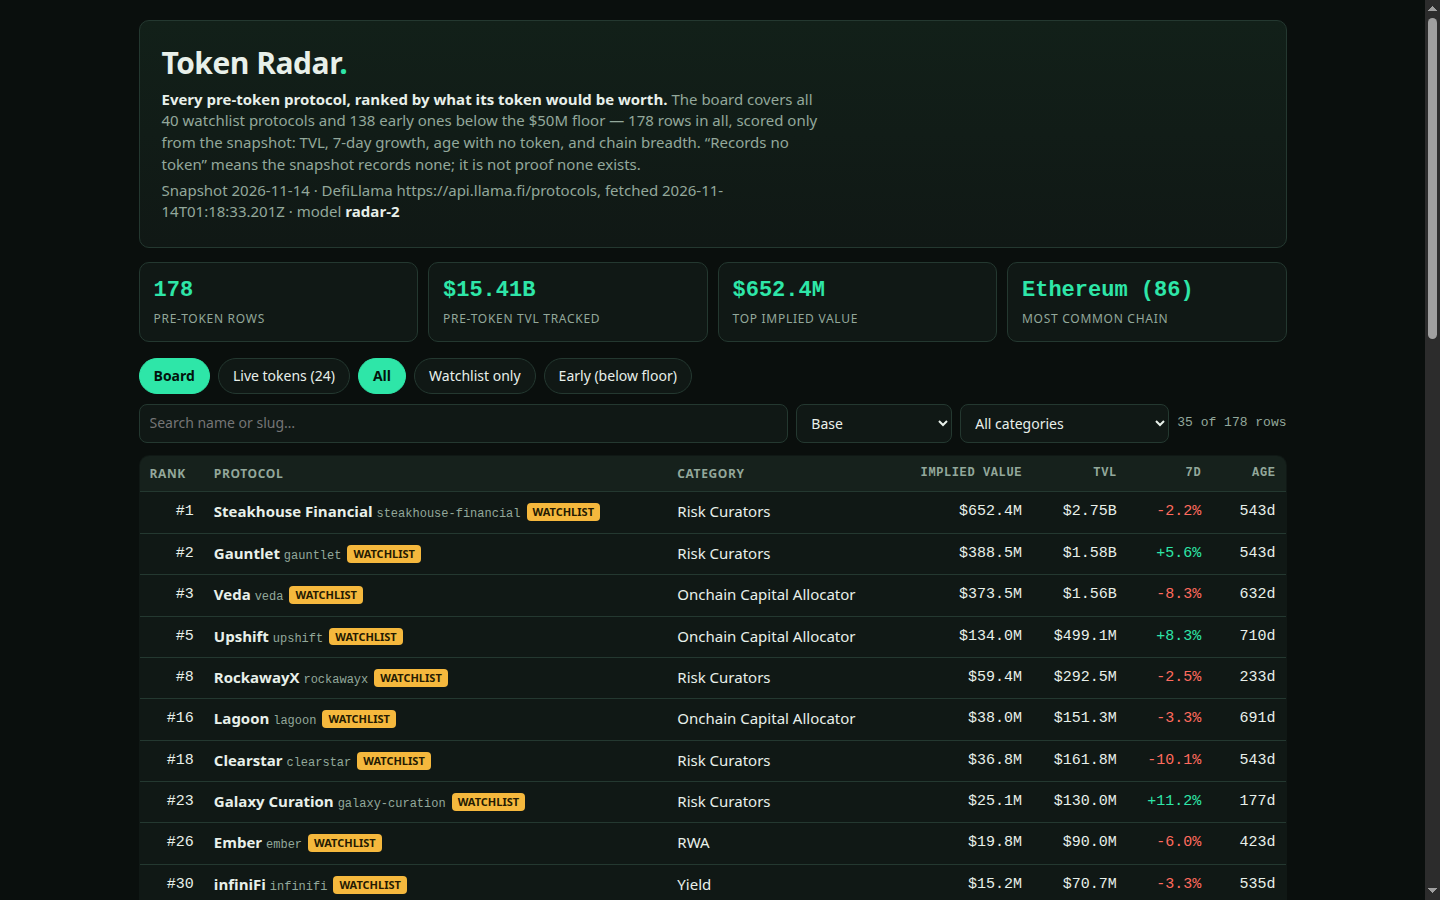 Token Radar.
Every pre-token protocol, ranked by what its token would be worth. The board covers all
40 watchlist protocols and 138 early ones below the $50M floor — 178 rows in all, scored only
from the snapshot: TVL, 7-day growth, age with no token, and chain breadth. “Records no
token” means the snapshot records none; it is not proof none exists.
Snapshot 2026-11-14 · DefiLlama https://api.llama.fi/protocols, fetched 2026-11-
14T01:18:33.201Z · model radar-2
178 $15.41B $652.4M Ethereum (86)
PRE-TOKEN ROWS PRE-TOKEN TVL TRACKED TOP IMPLIED VALUE MOST COMMON CHAIN
Board Live tokens (24) All Watchlist only Early (below floor)
Search name or slug... Base All categories 35 of 178 rows
RANK PROTOCOL CATEGORY IMPLIED VALUE TVL 7D AGE
#1 Steakhouse Financial steakhouse-financial WATCHLIST Risk Curators $652.4M $2.75B -2.2% 543d
#2 Gauntlet gauntlet WATCHLIST Risk Curators $388.5M $1.58B +5.6% 543d
#3 Veda veda WATCHLIST Onchain Capital Allocator $373.5M $1.56B -8.3% 632d
#5 Upshift upshift WATCHLIST Onchain Capital Allocator $134.0M $499.1M +8.3% 710d
#8 RockawayX rockawayx WATCHLIST Risk Curators $59.4M $292.5M -2.5% 233d
#16 Lagoon lagoon WATCHLIST Onchain Capital Allocator $38.0M $151.3M -3.3% 691d
#18 Clearstar clearstar WATCHLIST Risk Curators $36.8M $161.8M -10.1% 543d
#23 Galaxy Curation galaxy-curation WATCHLIST Risk Curators $25.1M $130.0M +11.2% 177d
#26 Ember ember WATCHLIST RWA $19.8M $90.0M -6.0% 423d
#30 infiniFi infinifi WATCHLIST Yield $15.2M $70.7M -3.3% 535d